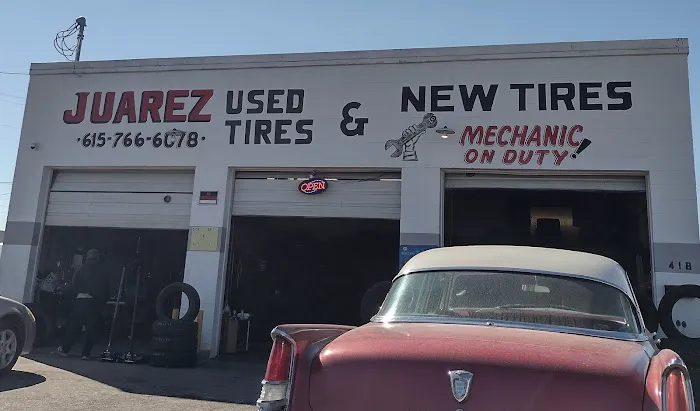 JUAREZ USED TIRES & NEW TIRES
·615-766-6078·
MECHANIC ON DUTY!
OPEN
41B